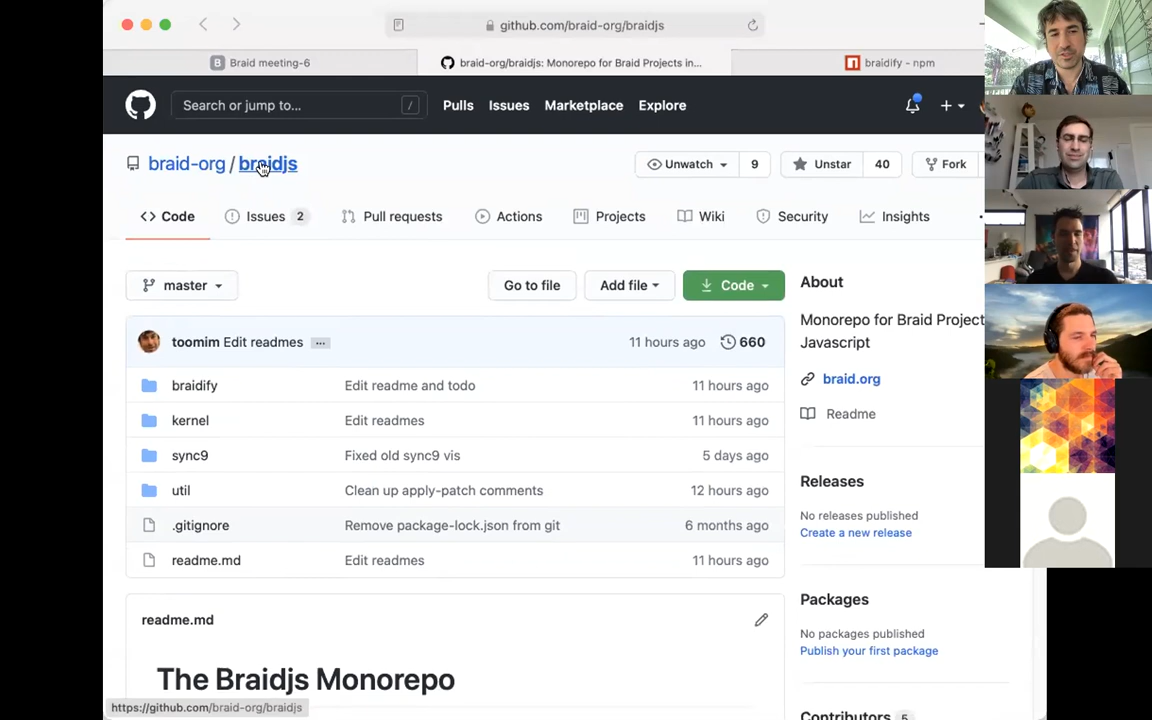 github.com/braid-org/braidjs
Braid meeting-6
braid-org/braidjs: Monorepo for Braid Projects in...
braidify - npm
Search or jump to...
/
Pulls
Issues
Marketplace
Explore
braid-org / braidjs
Unwatch
9
Unstar
40
Fork
Code
Issues 2
Pull requests
Actions
Projects
Wiki
Security
Insights
master
Go to file
Add file
Code
toomim Edit readmes ... 11 hours ago 660
braidify Edit readme and todo 11 hours ago
kernel Edit readmes 11 hours ago
sync9 Fixed old sync9 vis 5 days ago
util Clean up apply-patch comments 12 hours ago
.gitignore Remove package-lock.json from git 6 months ago
readme.md Edit readmes 11 hours ago
readme.md
The Braidjs Monorepo
About
Monorepo for Braid Project
Javascript
braid.org
Readme
Releases
No releases published
Create a new release
Packages
No packages published
Publish your first package
Contributors 5
https://github.com/braid-org/braidjs